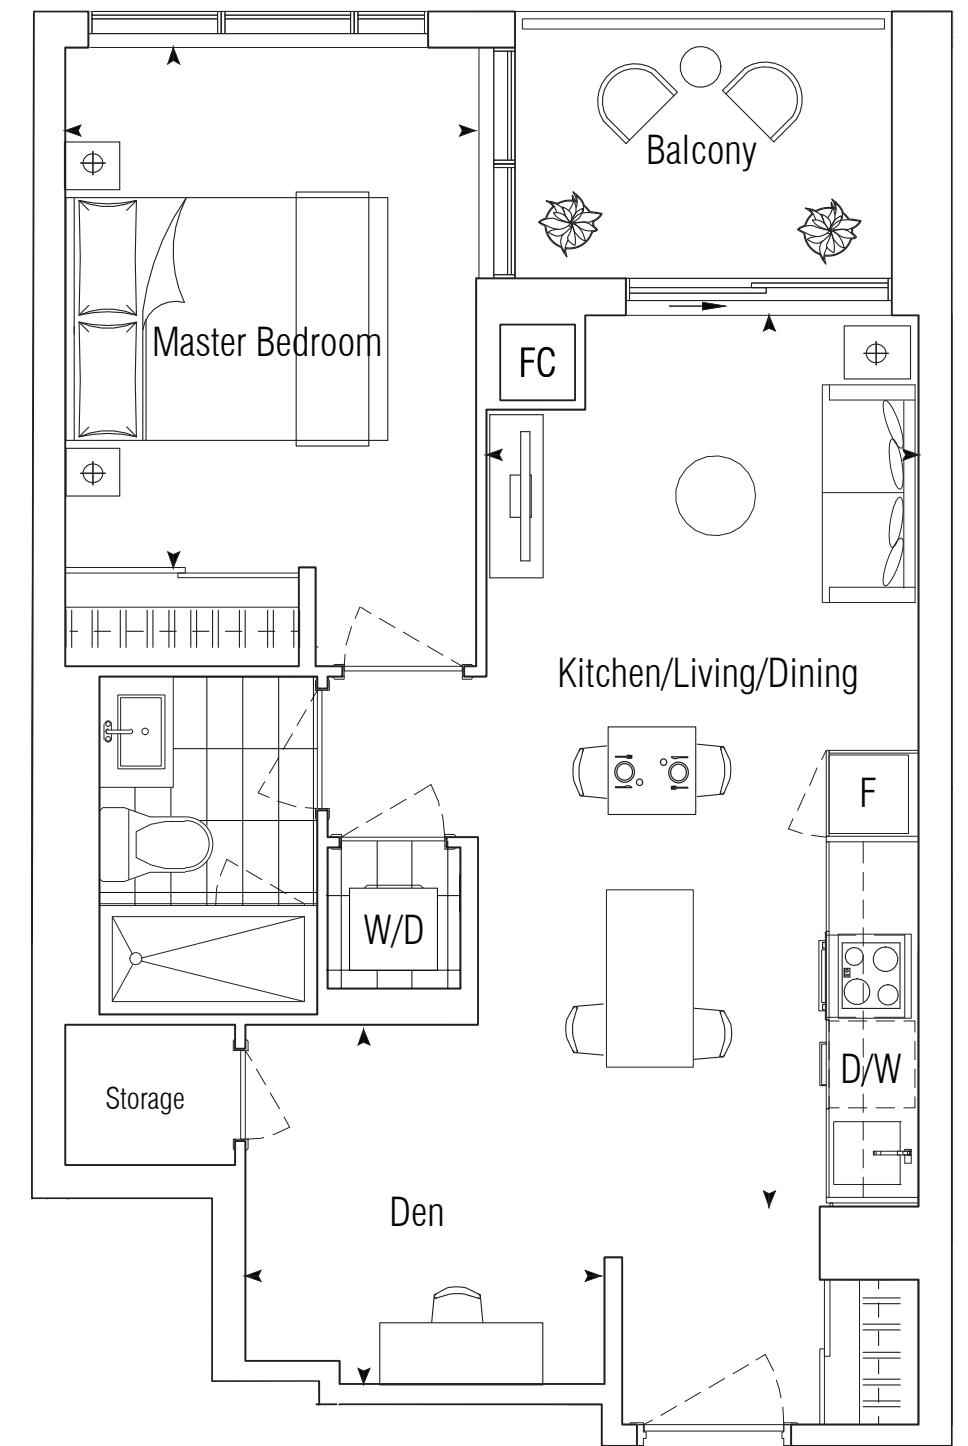 Balcony
Master Bedroom
FC
Kitchen/Living/Dining
F
W/D
D/W
Storage
Den